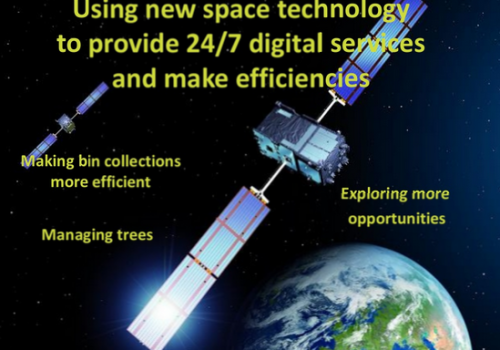 Using new space technology
to provide 24/7 digital services
and make efficiencies
Making bin collections
more efficient
Exploring more
opportunities
Managing trees